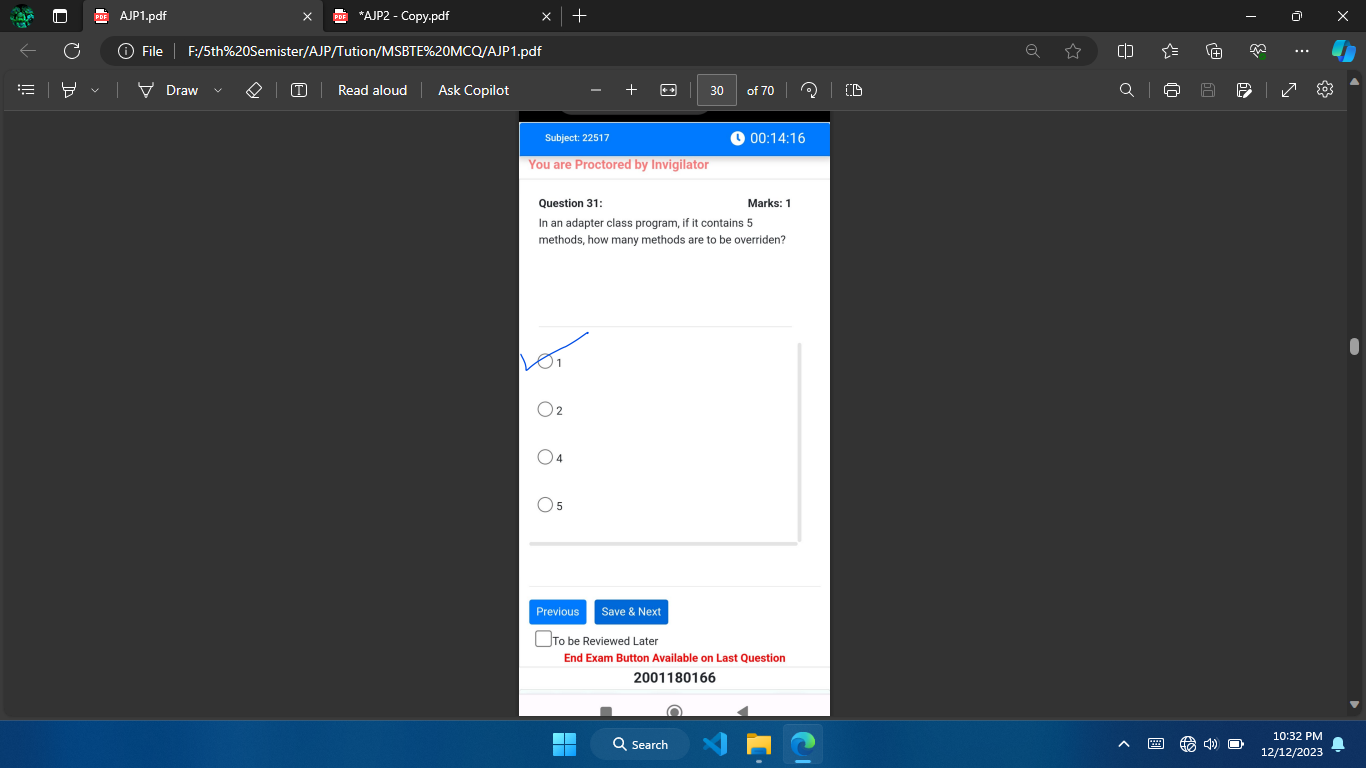 AJP1.pdf
*AJP2 - Copy.pdf
File
F:/5th%20Semister/AJP/Tution/MSBTE%20MCQ/AJP1.pdf
Draw
Read aloud
Ask Copilot
30
of 70
Subject: 22517
00:14:16
You are Proctored by Invigilator
Question 31:
Marks: 1
In an adapter class program, if it contains 5
methods, how many methods are to be overriden?
1
2
4
5
Previous
Save & Next
To be Reviewed Later
End Exam Button Available on Last Question
2001180166
Search
10:32 PM
12/12/2023